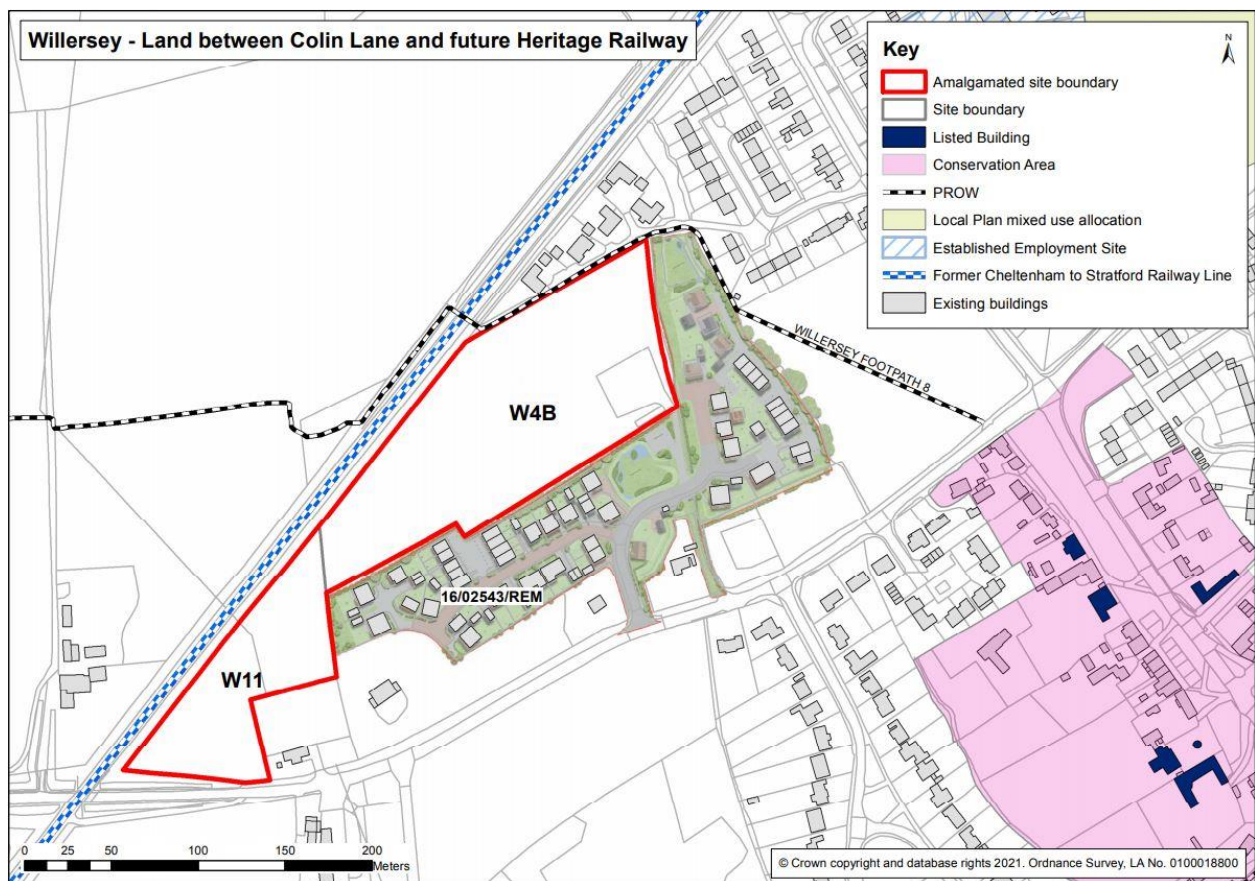 Willersey - Land between Colin Lane and future Heritage Railway
Key
N
Amalgamated site boundary
Site boundary
Listed Building
Conservation Area
PROW
Local Plan mixed use allocation
Established Employment Site
Former Cheltenham to Stratford Railway Line
Existing buildings
WILLERSEY FOOTPATH 8
W4B
16/02543/REM
W11
0 25 50 100 150 200
Meters
© Crown copyright and database rights 2021. Ordnance Survey, LA No. 0100018800